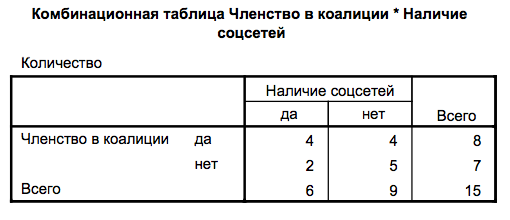 Комбинационная таблица Членство в коалиции * Наличие
соцсетей
Количество
Наличие соцсетей
да нет Всего
Членство в коалиции да 4 4 8
нет 2 5 7
Всего 6 9 15